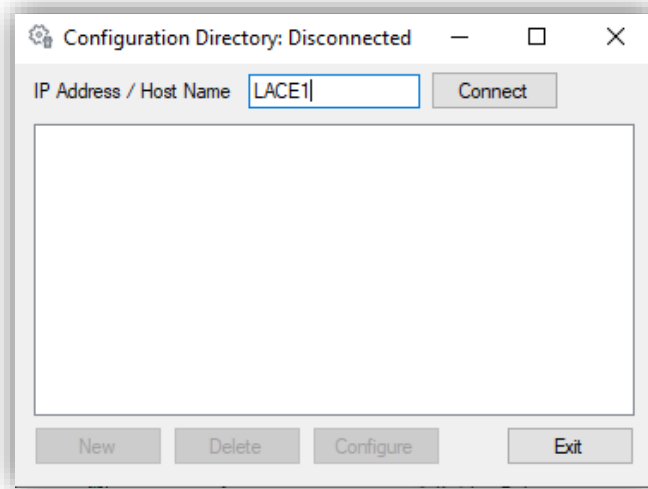 Configuration Directory: Disconnected
IP Address / Host Name LACE1 Connect
New Delete Configure Exit